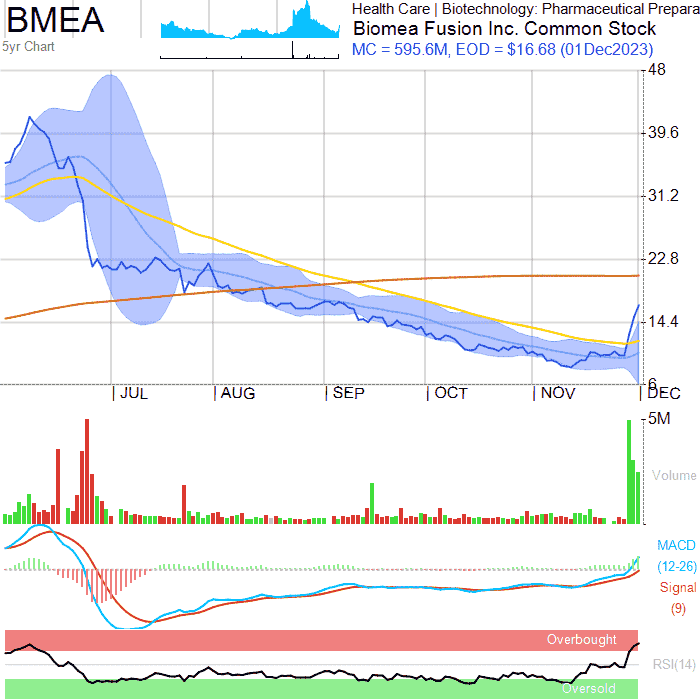 BMEA
5yr Chart
Health Care | Biotechnology: Pharmaceutical Prepara
Biomea Fusion Inc. Common Stock
MC = 595.6M, EOD = $16.68 (01Dec2023)
48
39.6
31.2
22.8
14.4
6
JUL AUG SEP OCT NOV DEC
5M
Volume
MACD
(12-26)
Signal
(9)
Overbought
RSI(14)
Oversold